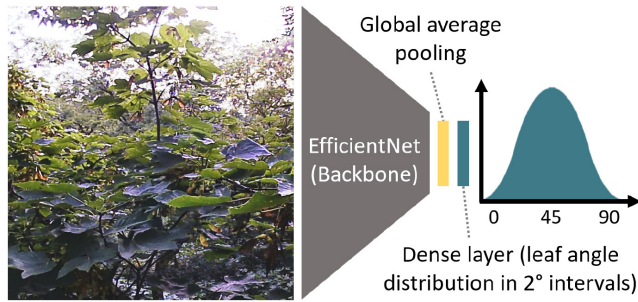 Global average
pooling
EfficientNet
(Backbone)
0 45 90
Dense layer (leaf angle
distribution in 2° intervals)